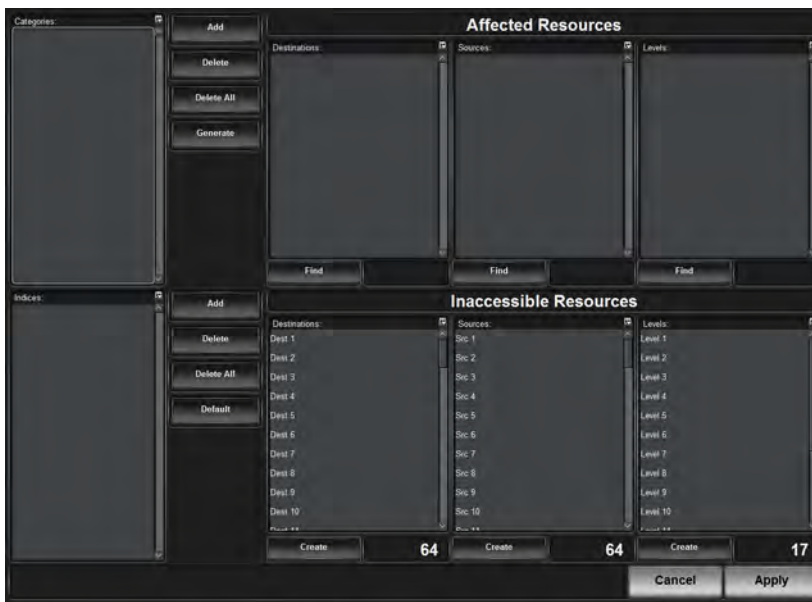 Categories:
Add
Delete
Delete All
Generate
Affected Resources
Destinations:
Sources:
Levels:
Find
Find
Find
Indices:
Add
Delete
Delete All
Default
Inaccessible Resources
Destinations:
Dest 1
Dest 2
Dest 3
Dest 4
Dest 5
Dest 6
Dest 7
Dest 8
Dest 9
Dest 10
Sources:
Src 1
Src 2
Src 3
Src 4
Src 5
Src 6
Src 7
Src 8
Src 9
Src 10
Levels:
Level 1
Level 2
Level 3
Level 4
Level 5
Level 6
Level 7
Level 8
Level 9
Level 10
Create
64
Create
64
Create
17
Cancel
Apply